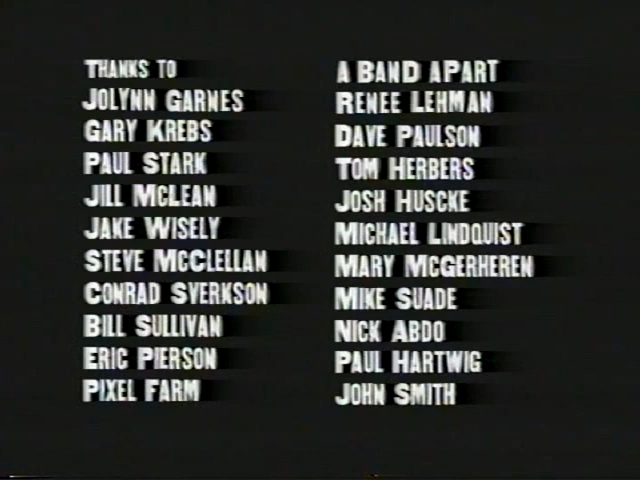 THANKS TO
JOLYNN GARNES
GARY KREBS
PAUL STARK
JILL MCLEAN
JAKE WISELY
STEVE MCCLELLAN
CONRAD SVERKSON
BILL SULLIVAN
ERIC PIERSON
PIXEL FARM
A BAND APART
RENEE LEHMAN
DAVE PAULSON
TOM HERBERS
JOSH HUSCKE
MICHAEL LINDQUIST
MARY MCGERHEREN
MIKE SUADE
NICK ABDO
PAUL HARTWIG
JOHN SMITH